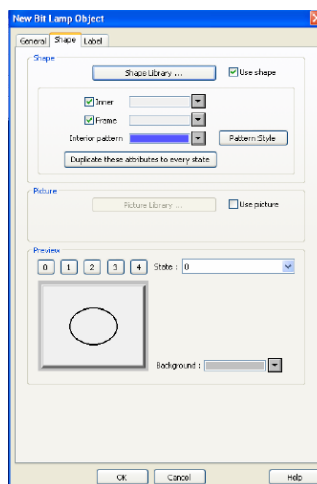 New Bit Lamp Object
General Shape Label
Shape
Shape Library ... Use shape
Inner
Frame
Interior pattern Pattern Style
Duplicate these attributes to every state
Picture
Picture Library ... Use picture
Preview
0 1 2 3 4 State : 0
Background :
OK Cancel Help